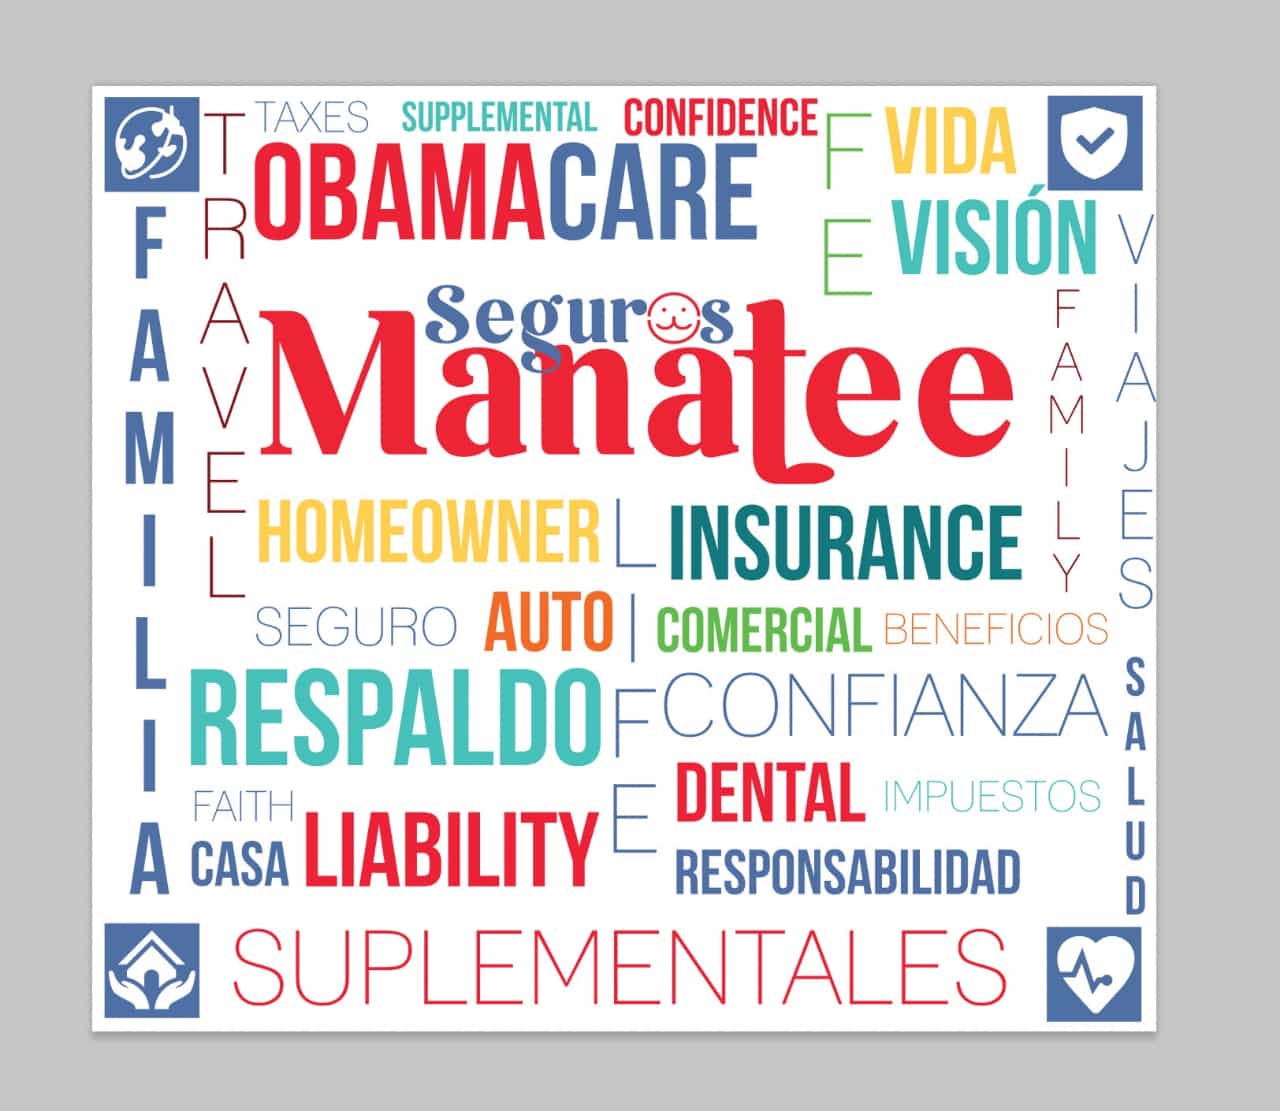 TAXES SUPPLEMENTAL CONFIDENCE
OBAMACARE
TRAVEL
FE
VIDA
VISIÓN
FAMILIA
Seguros
Manatee
FAMILY
VIAJES
HOMEOWNER
LIFE
INSURANCE
SEGURO AUTO
COMERCIAL BENEFICIOS
RESPALDO
CONFIANZA
SALUD
FAITH
CASA LIABILITY
DENTAL IMPUESTOS
RESPONSABILIDAD
SUPLEMENTALES